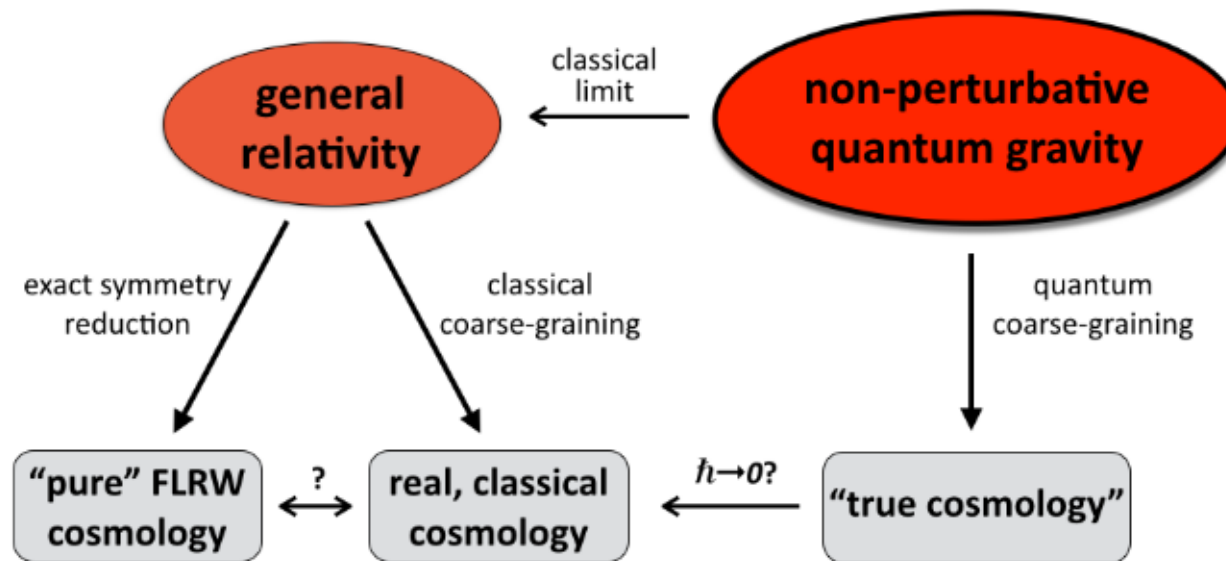 general
relativity
classical
limit
non-perturbative
quantum gravity
exact symmetry
reduction
classical
coarse-graining
quantum
coarse-graining
“pure” FLRW
cosmology
?
real, classical
cosmology
ℏ→0?
“true cosmology”